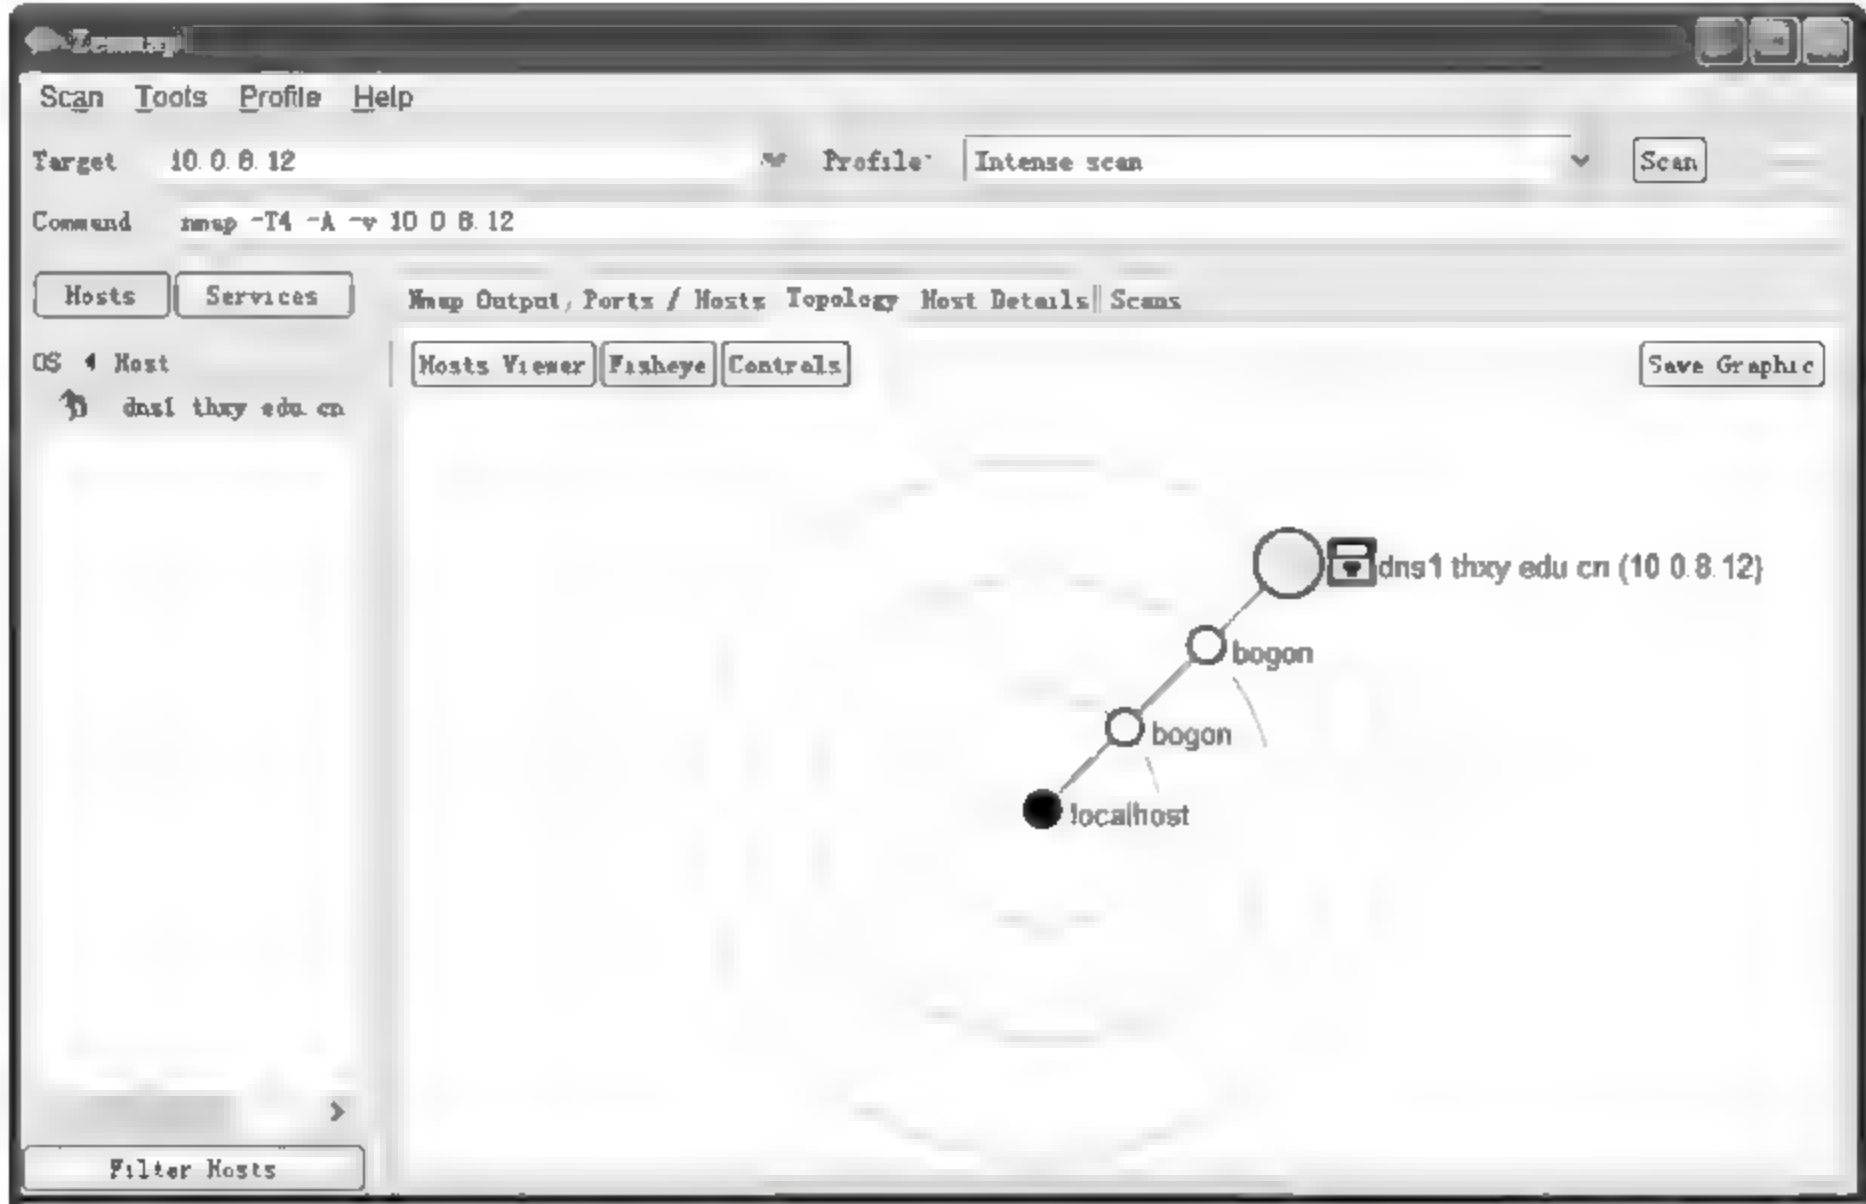 Zenmap
Scan Tools Profile Help
Target 10.0.8.12 Profile: Intense scan Scan
Command nmap -T4 -A -v 10.0.8.12
Hosts Services Nmap Output Ports / Hosts Topology Host Details Scans
OS Host Hosts Viewer Fisheye Controls Save Graphic
dns1 thxy edu cn
dns1 thxy edu cn (10 0.8.12)
bogon
bogon
localhost
Filter Hosts